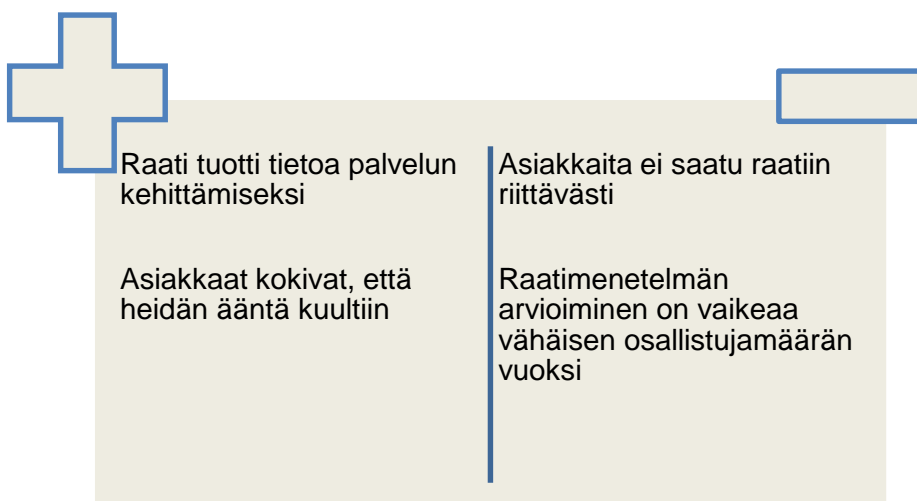 Raati tuotti tietoa palvelun
kehittämiseksi
Asiakkaat kokivat, että
heidän ääntä kuultiin
Asiakkaita ei saatu raatiin
riittävästi
Raatimenetelmän
arvioiminen on vaikeaa
vähäisen osallistujamäärän
vuoksi